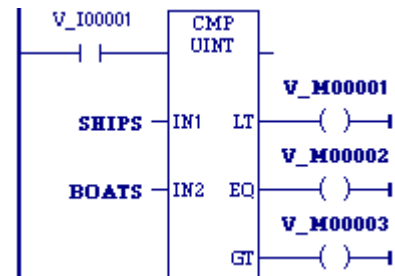 V_I00001
CMP
UINT
V_M00001
SHIPS IN1 LT
V_M00002
BOATS IN2 EQ
V_M00003
GT